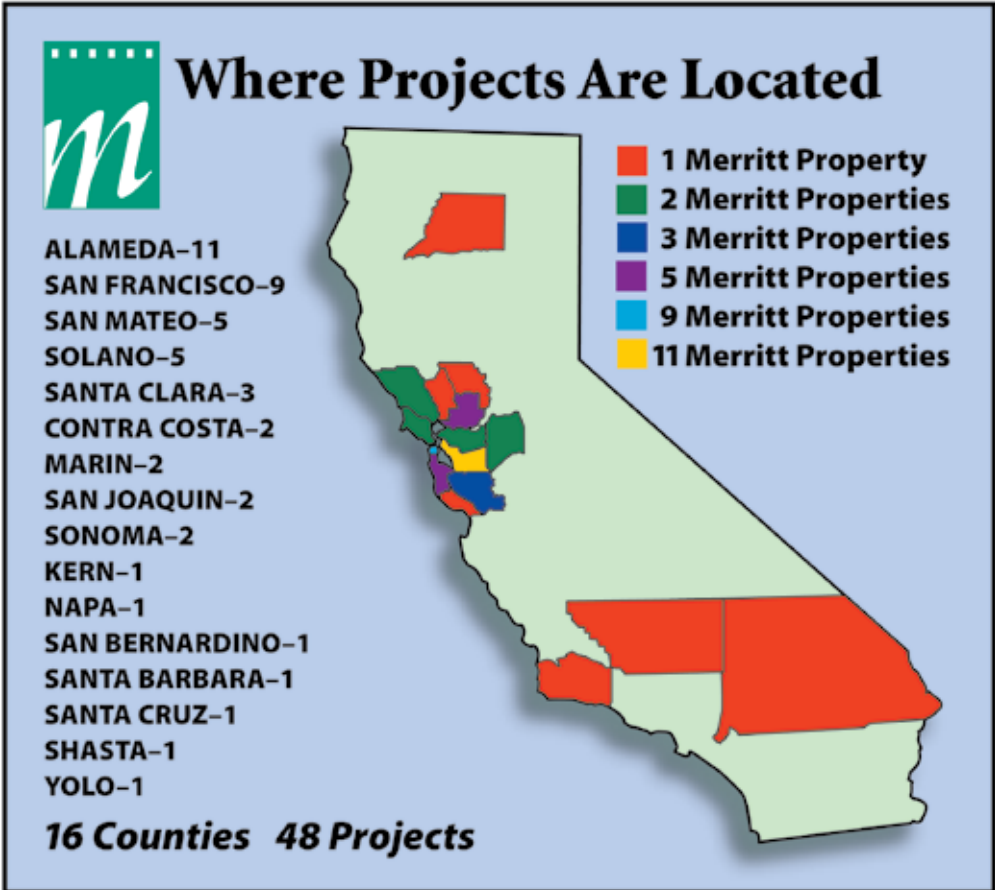 m
Where Projects Are Located
1 Merritt Property
2 Merritt Properties
3 Merritt Properties
5 Merritt Properties
9 Merritt Properties
11 Merritt Properties
ALAMEDA–11
SAN FRANCISCO–9
SAN MATEO–5
SOLANO–5
SANTA CLARA–3
CONTRA COSTA–2
MARIN–2
SAN JOAQUIN–2
SONOMA–2
KERN–1
NAPA–1
SAN BERNARDINO–1
SANTA BARBARA–1
SANTA CRUZ–1
SHASTA–1
YOLO–1
16 Counties 48 Projects